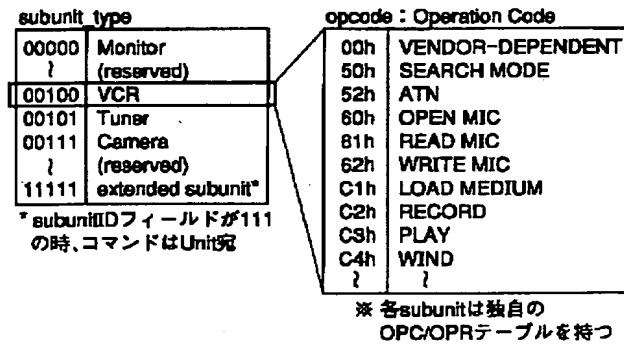 subunit_type
00000 Monitor
≀ (reserved)
00100 VCR
00101 Tuner
00111 Camera
≀ (reserved)
11111 extended subunit*
*subunitIDフィールドが111
の時、コマンドはUnit宛
opcode：Operation Code
00h VENDOR-DEPENDENT
50h SEARCH MODE
52h ATN
60h OPEN MIC
81h READ MIC
62h WRITE MIC
C1h LOAD MEDIUM
C2h RECORD
C3h PLAY
C4h WIND
≀ ≀
※ 各subunitは独自の
OPC/OPRテーブルを持つ